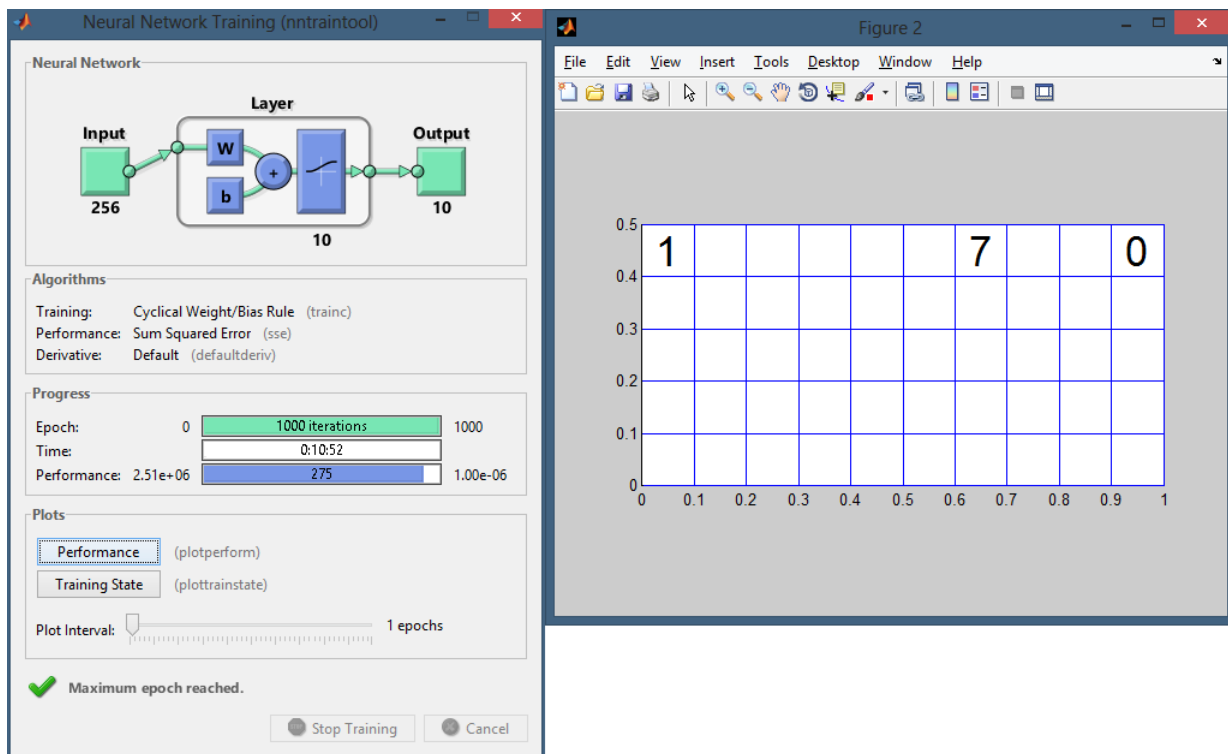 Neural Network Training (nntraintool)
Neural Network
Layer
Input
Output
W
b
+
256
10
10
Algorithms
Training: Cyclical Weight/Bias Rule (trainc)
Performance: Sum Squared Error (sse)
Derivative: Default (defaultderiv)
Progress
Epoch: 0 1000 iterations 1000
Time: 0:10:52
Performance: 2.51e+06 275 1.00e-06
Plots
Performance (plotperform)
Training State (plottrainstate)
Plot Interval: 1 epochs
Maximum epoch reached.
Stop Training Cancel
Figure 2
File Edit View Insert Tools Desktop Window Help
1 7 0
0.5
0.4
0.3
0.2
0.1
0
0 0.1 0.2 0.3 0.4 0.5 0.6 0.7 0.8 0.9 1